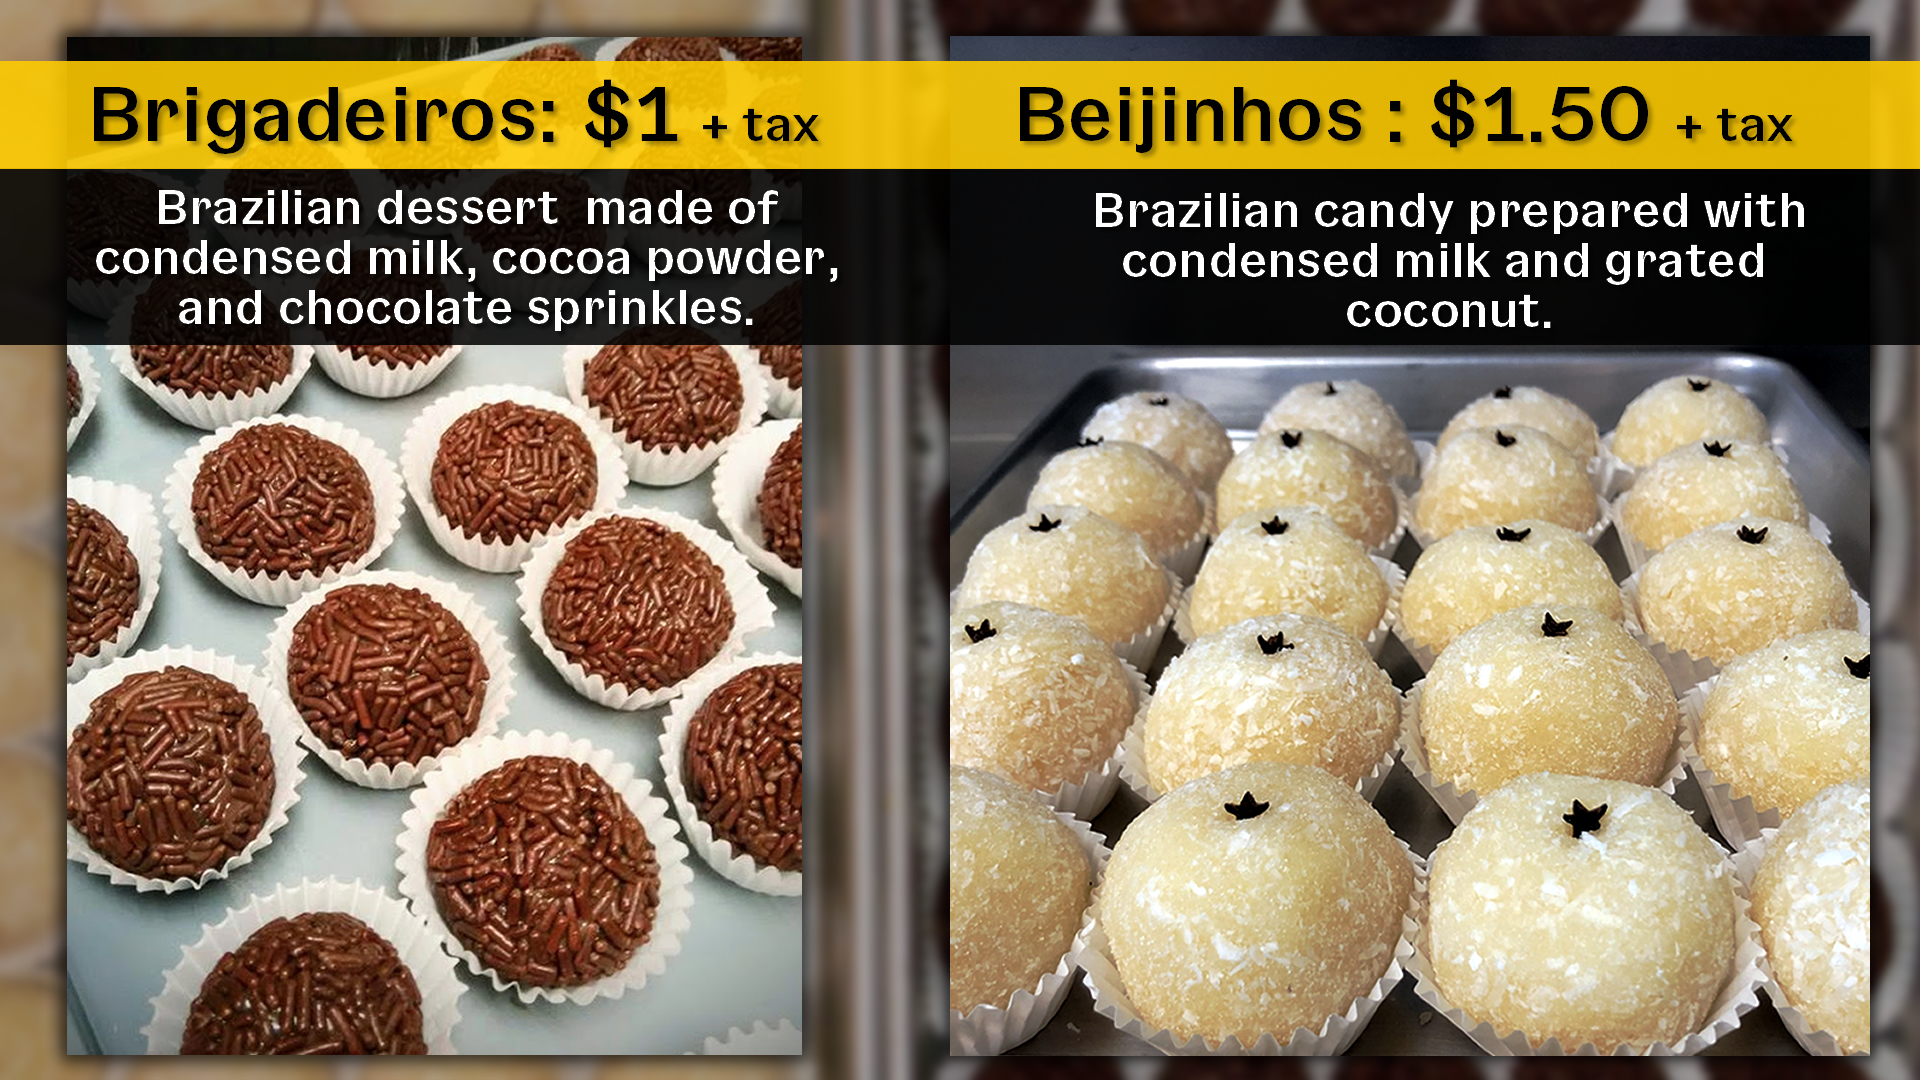 Brigadeiros: $1 + tax
Brazilian dessert  made of
condensed milk, cocoa powder,
and chocolate sprinkles.
Beijinhos : $1.50 + tax
Brazilian candy prepared with
condensed milk and grated
coconut.